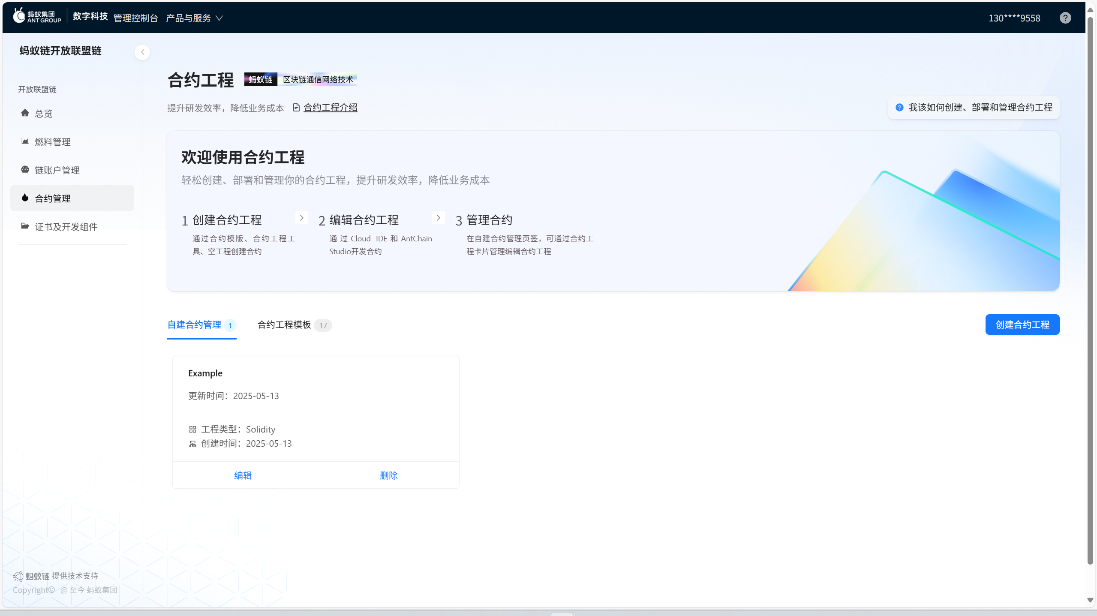 蚂蚁集团 ANT GROUP 数字科技 管理控制台 产品与服务 130****9558
蚂蚁链开放联盟链
开放联盟链
总览
燃料管理
链账户管理
合约管理
证书及开发组件
合约工程 蚂蚁链 区块链通信网络技术
提升研发效率，降低业务成本 合约工程介绍
我该如何创建、部署和管理合约工程
欢迎使用合约工程
轻松创建、部署和管理你的合约工程，提升研发效率，降低业务成本
1 创建合约工程
通过合约模版、合约工程工
具、空工程创建合约
2 编辑合约工程
通过 Cloud IDE 和 AntChain
Studio开发合约
3 管理合约
在自建合约管理页签，可通过合约工
程卡片管理编辑合约工程
自建合约管理 1 合约工程模板 17
创建合约工程
Example
更新时间：2025-05-13
工程类型：Solidity
创建时间：2025-05-13
编辑 删除
蚂蚁链 提供技术支持
Copyright© @ 至今 蚂蚁集团